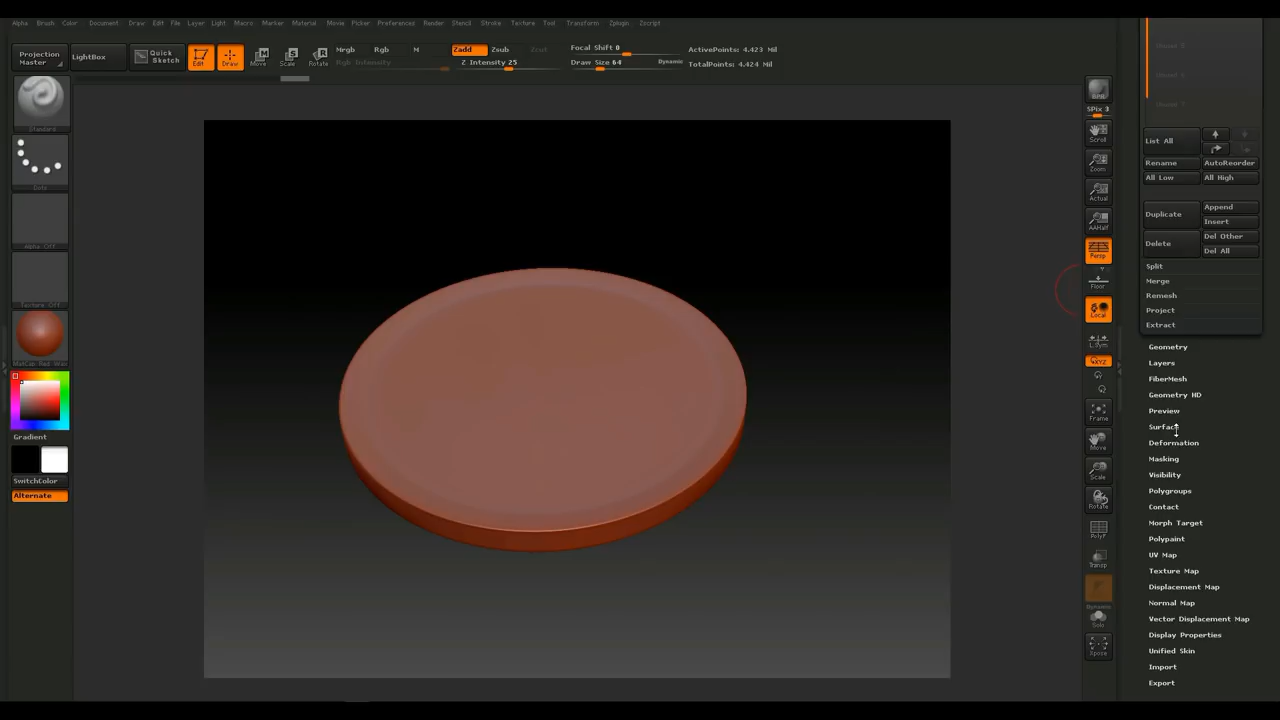 Alpha Brush Color Document Draw Edit File Layer Light Macro Marker Material Movie Picker Preferences Render Stencil Stroke Texture Tool Transform Zplugin Zscript
Projection Master
LightBox
Quick Sketch
Edit
Draw
Move
Scale
Rotate
Mrgb Rgb M
Rgb Intensity
Zadd Zsub Zcut
Z Intensity 25
Focal Shift 0
Draw Size 64 Dynamic
ActivePoints: 4.423 Mil
TotalPoints: 4.424 Mil
Standard
Dots
Alpha Off
Texture Off
MatCap Red Wax
Gradient
SwitchColor
Alternate
BPR
SPix 3
Scroll
Zoom
Actual
AAHalf
Persp
Floor
Local
L.Sym
XYZ
Frame
Move
Scale
Rotate
PolyF
Transp
Dynamic
Solo
Xpose
List All
Rename AutoReorder
All Low All High
Duplicate Append
Insert
Delete Del Other
Del All
Split
Merge
Remesh
Project
Extract
Geometry
Layers
FiberMesh
Geometry HD
Preview
Surface
Deformation
Masking
Visibility
Polygroups
Contact
Morph Target
Polypaint
UV Map
Texture Map
Displacement Map
Normal Map
Vector Displacement Map
Display Properties
Unified Skin
Import
Export